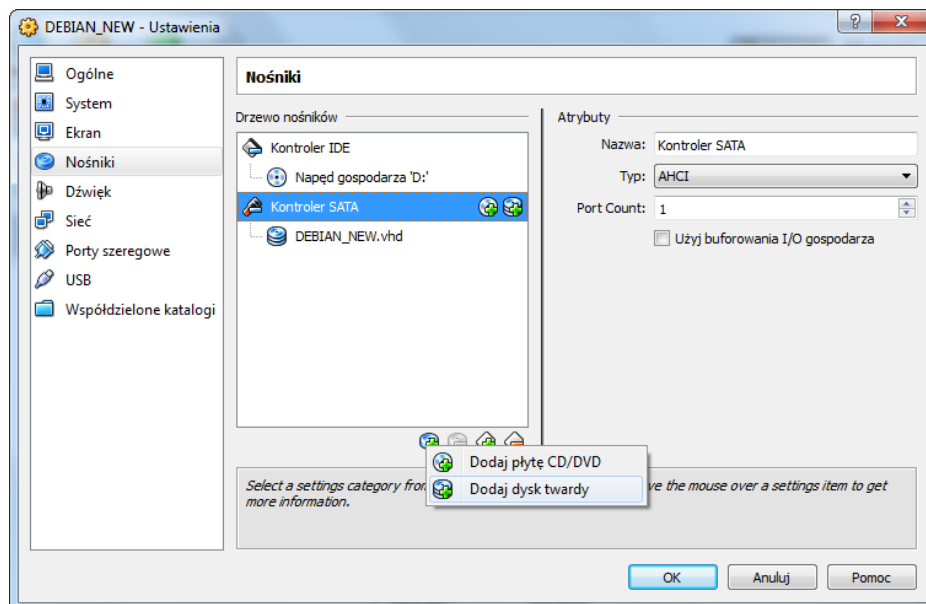 DEBIAN_NEW - Ustawienia
Ogólne
System
Ekran
Nośniki
Dźwięk
Sieć
Porty szeregowe
USB
Współdzielone katalogi
Nośniki
Drzewo nośników
Kontroler IDE
Napęd gospodarza 'D:'
Kontroler SATA
DEBIAN_NEW.vhd
Atrybuty
Nazwa: Kontroler SATA
Typ: AHCI
Port Count: 1
Użyj buforowania I/O gospodarza
Dodaj płytę CD/DVD
Dodaj dysk twardy
Select a settings category from the mouse over a settings item to get
more information.
OK Anuluj Pomoc